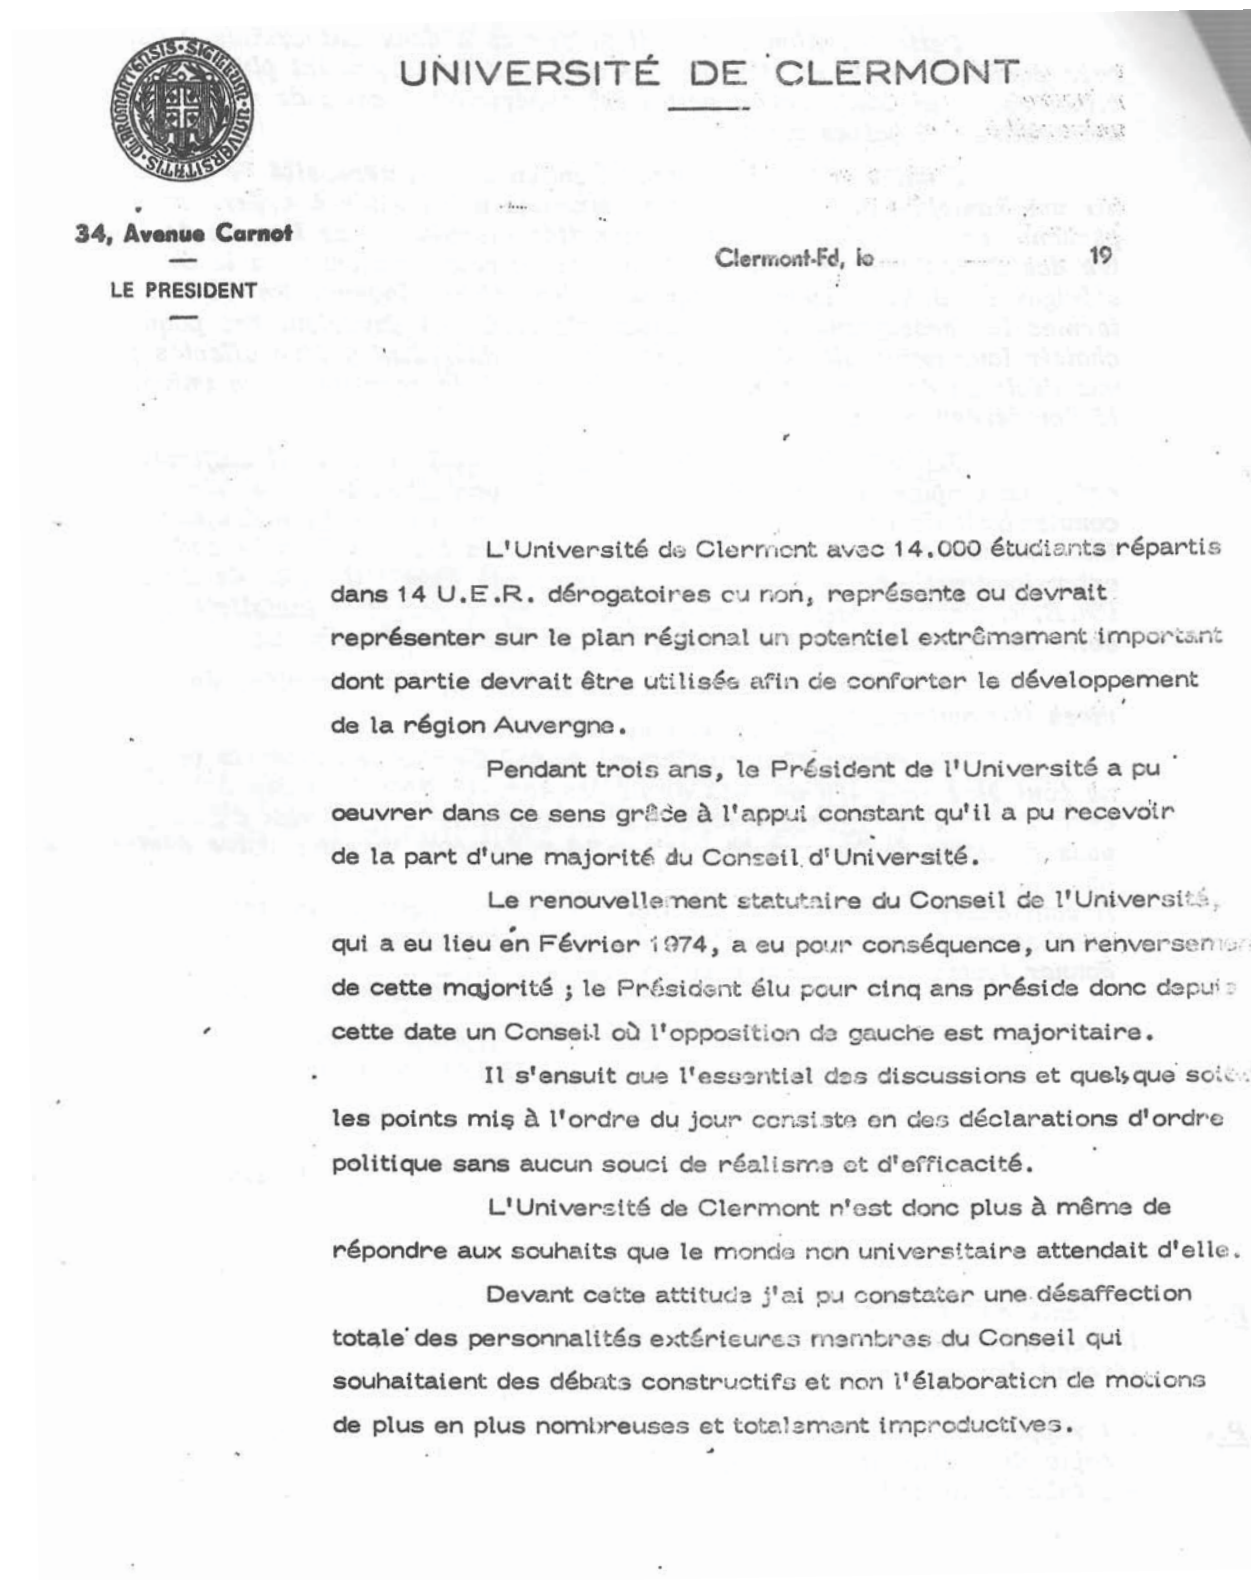 UNIVERSITÉ DE CLERMONT
34, Avenue Carnot
LE PRESIDENT
Clermont-Fd, le 19
L'Université de Clermont avec 14.000 étudiants répartis
dans 14 U.E.R. dérogatoires ou non, représente ou devrait
représenter sur le plan régional un potentiel extrêmement important
dont partie devrait être utilisée afin de conforter le développement
de la région Auvergne.
Pendant trois ans, le Président de l'Université a pu
oeuvrer dans ce sens grâce à l'appui constant qu'il a pu recevoir
de la part d'une majorité du Conseil d'Université.
Le renouvellement statutaire du Conseil de l'Université,
qui a eu lieu en Février 1974, a eu pour conséquence, un renversement
de cette majorité ; le Président élu pour cinq ans préside donc depuis
cette date un Conseil où l'opposition de gauche est majoritaire.
Il s'ensuit que l'essentiel des discussions et quels que
les points mis à l'ordre du jour consiste en des déclarations d'ordre
politique sans aucun souci de réalisme et d'efficacité.
L'Université de Clermont n'est donc plus à même de
répondre aux souhaits que le monde non universitaire attendait d'elle.
Devant cette attitude j'ai pu constater une désaffection
totale des personnalités extérieures membres du Conseil qui
souhaitaient des débats constructifs et non l'élaboration de motions
de plus en plus nombreuses et totalement improductives.